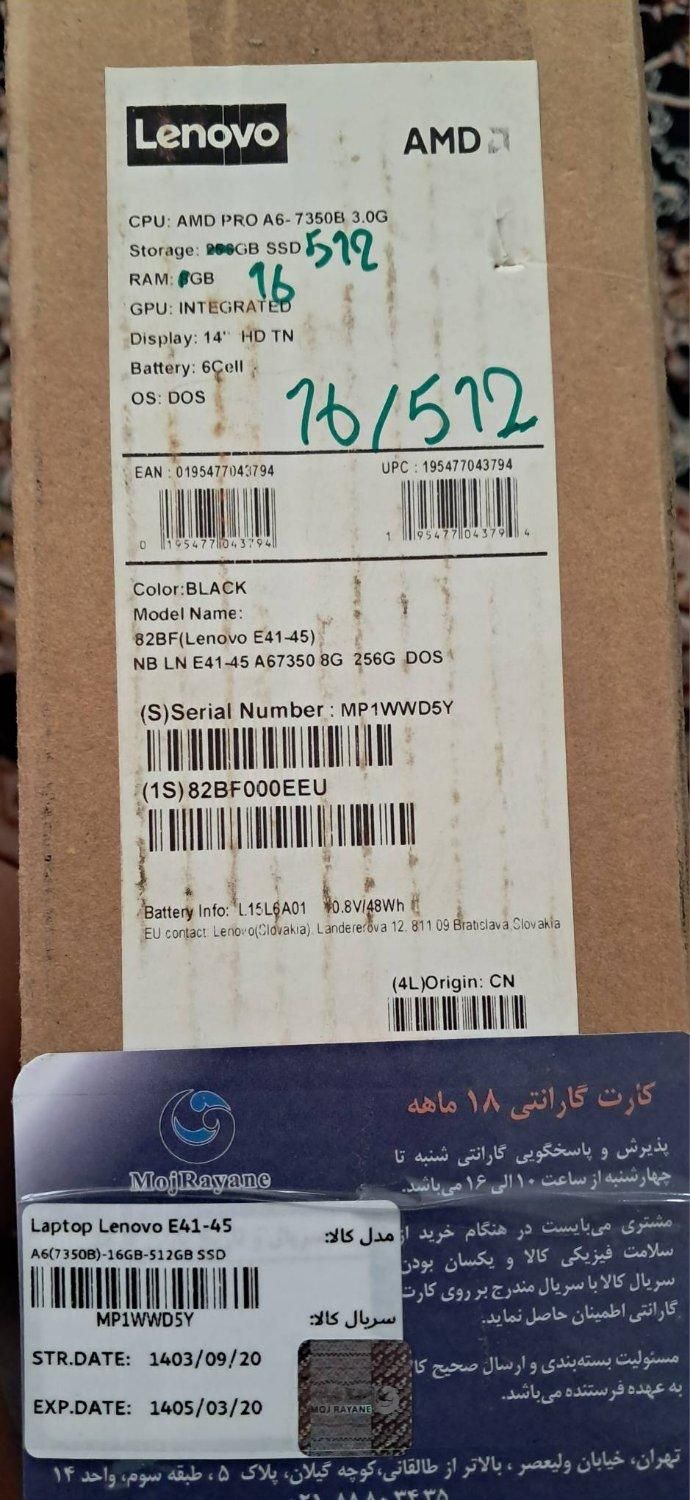 Lenovo
AMD
CPU: AMD PRO A6- 7350B 3.0G
Storage: 256GB SSD 512
RAM: 8GB 16
GPU: INTEGRATED
Display: 14'' HD TN
Battery: 6Cell
OS: DOS
16/512
EAN : 0195477043794
UPC : 195477043794
0 195477 043794
1 95477 04379 4
Color:BLACK
Model Name:
82BF(Lenovo E41-45)
NB LN E41-45 A67350 8G 256G DOS
(S)Serial Number : MP1WWD5Y
(1S)82BF000EEU
Battery Info: L15L6A01 10.8V/48Wh
EU contact: Lenovo(Slovakia), Landererova 12, 811 09 Bratislava,Slovakia
(4L)Origin: CN
کارت گارانتی ۱۸ ماهه
پذیرش و پاسخگویی گارانتی شنبه تا
چهارشنبه از ساعت ۱۰ الی ۱۶ می‌باشد.
MojRayane
مشتری می‌بایست در هنگام خرید از
سلامت فیزیکی کالا و یکسان بودن
سریال کالا با سریال مندرج بر روی کارت
گارانتی اطمینان حاصل نماید.
مسئولیت بسته‌بندی و ارسال صحیح کا
به عهده فرستنده می‌باشد.
Laptop Lenovo E41-45
مدل کالا:
A6(7350B)-16GB-512GB SSD
MP1WWD5Y
سریال کالا:
STR.DATE: 1403/09/20
EXP.DATE: 1405/03/20
MOJ RAYANE
تهران، خیابان ولیعصر ، بالاتر از طالقانی،کوچه گیلان، پلاک ۵ ، طبقه سوم، واحد ۱۴